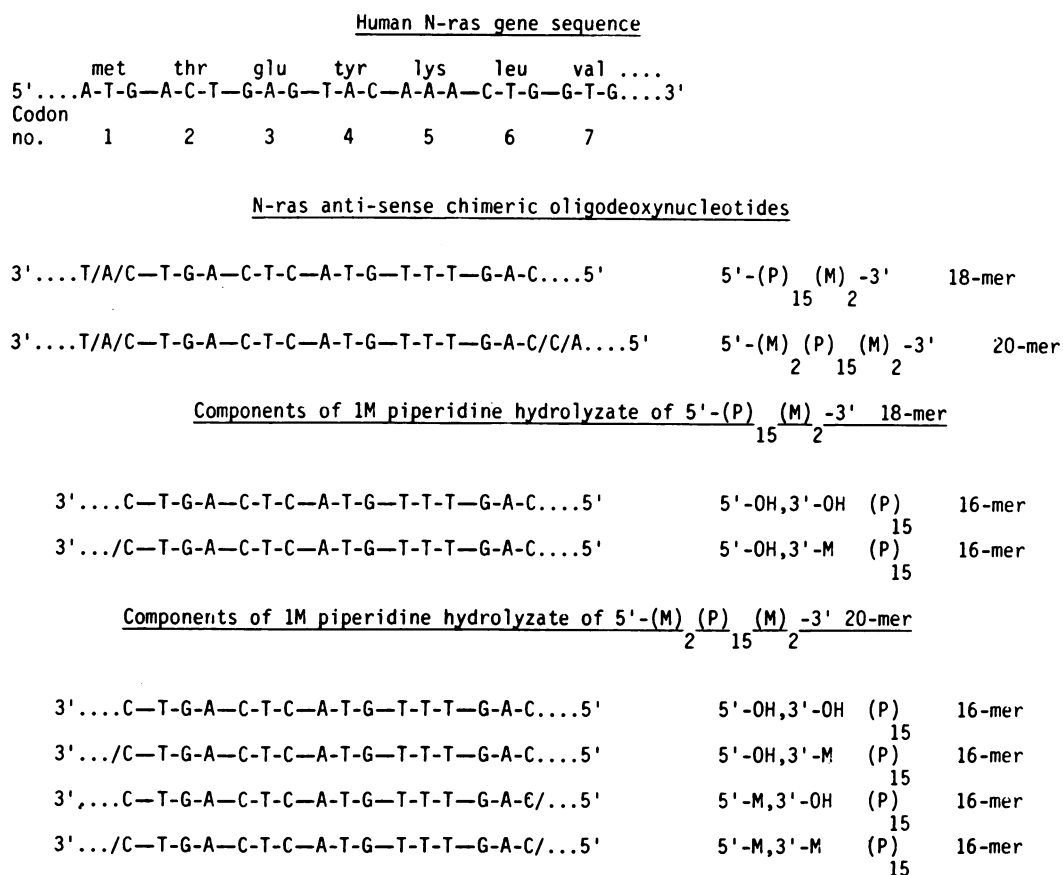 Human N-ras gene sequence
met thr glu tyr lys leu val ....
5'....A-T-G—A-C-T—G-A-G—T-A-C—A-A-A—C-T-G—G-T-G....3'
Codon
no. 1 2 3 4 5 6 7
N-ras anti-sense chimeric oligodeoxynucleotides
3'....T/A/C—T-G-A—C-T-C—A-T-G—T-T-T—G-A-C....5' 5'-(P) (M) -3' 18-mer
15 2
3'....T/A/C—T-G-A—C-T-C—A-T-G—T-T-T—G-A-C/C/A....5' 5'-(M) (P) (M) -3' 20-mer
2 15 2
Components of 1M piperidine hydrolyzate of 5'-(P) (M) -3' 18-mer
15 2
3'....C—T-G-A—C-T-C—A-T-G—T-T-T—G-A-C....5' 5'-OH,3'-OH (P) 16-mer
15
3'.../C—T-G-A—C-T-C—A-T-G—T-T-T—G-A-C....5' 5'-OH,3'-M (P) 16-mer
15
Components of 1M piperidine hydrolyzate of 5'-(M) (P) (M) -3' 20-mer
2 15 2
3'....C—T-G-A—C-T-C—A-T-G—T-T-T—G-A-C....5' 5'-OH,3'-OH (P) 16-mer
15
3'.../C—T-G-A—C-T-C—A-T-G—T-T-T—G-A-C....5' 5'-OH,3'-M (P) 16-mer
15
3',...C—T-G-A—C-T-C—A-T-G—T-T-T—G-A-C/...5' 5'-M,3'-OH (P) 16-mer
15
3'.../C—T-G-A—C-T-C—A-T-G—T-T-T—G-A-C/...5' 5'-M,3'-M (P) 16-mer
15